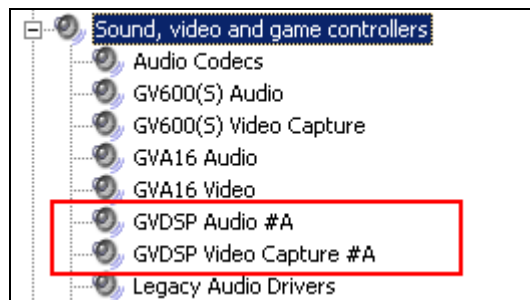 Sound, video and game controllers
Audio Codecs
GV600(S) Audio
GV600(S) Video Capture
GVA16 Audio
GVA16 Video
GVDSP Audio #A
GVDSP Video Capture #A
Legacy Audio Drivers